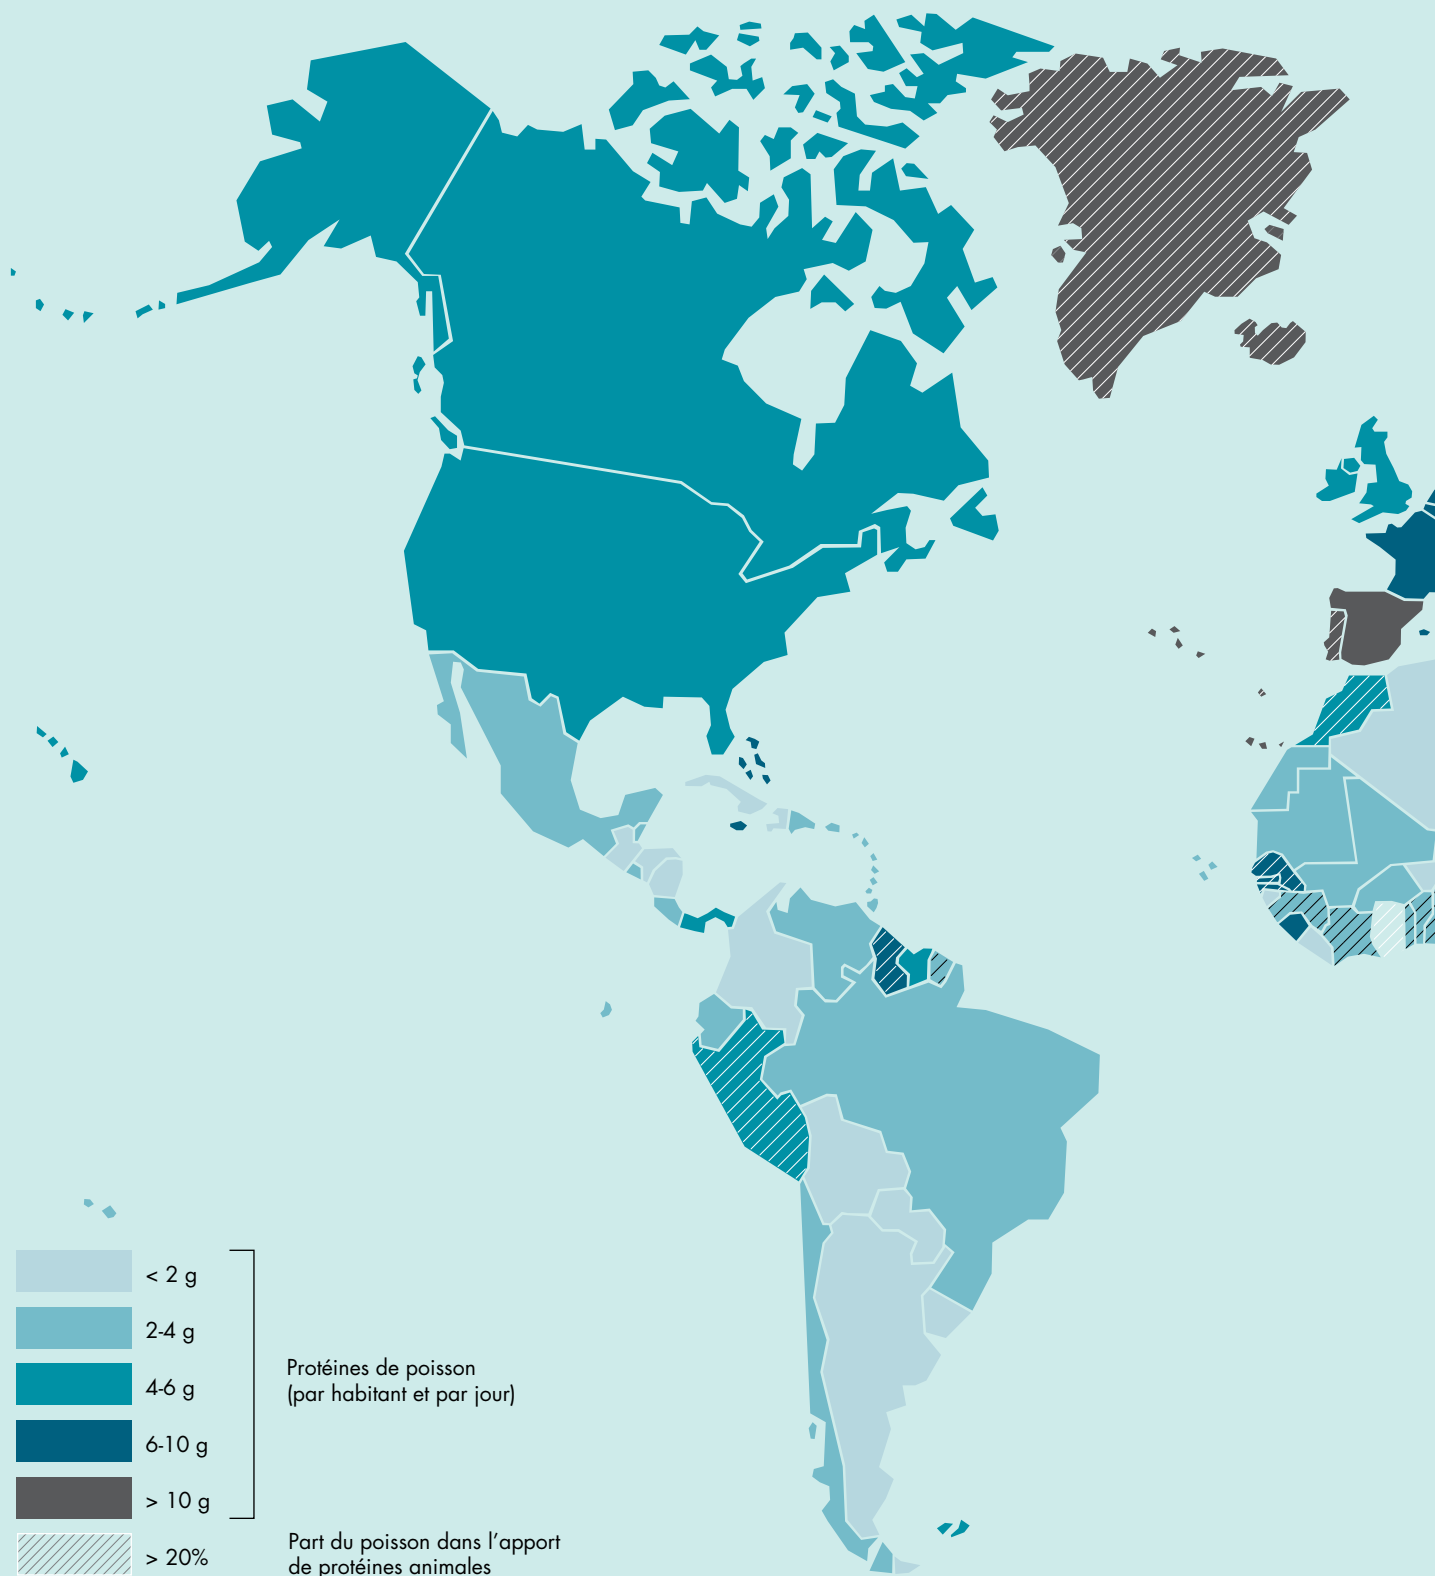 < 2 g
2-4 g
4-6 g
6-10 g
> 10 g
Protéines de poisson
(par habitant et par jour)
> 20%
Part du poisson dans l’apport
de protéines animales